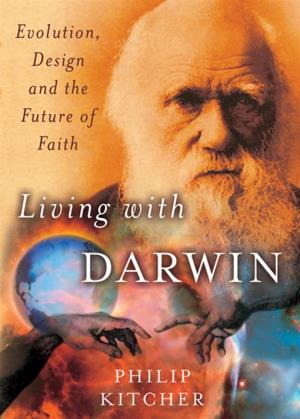 Evolution,
Design
and the
Future of
Faith
Living with
DARWIN
PHILIP
KITCHER